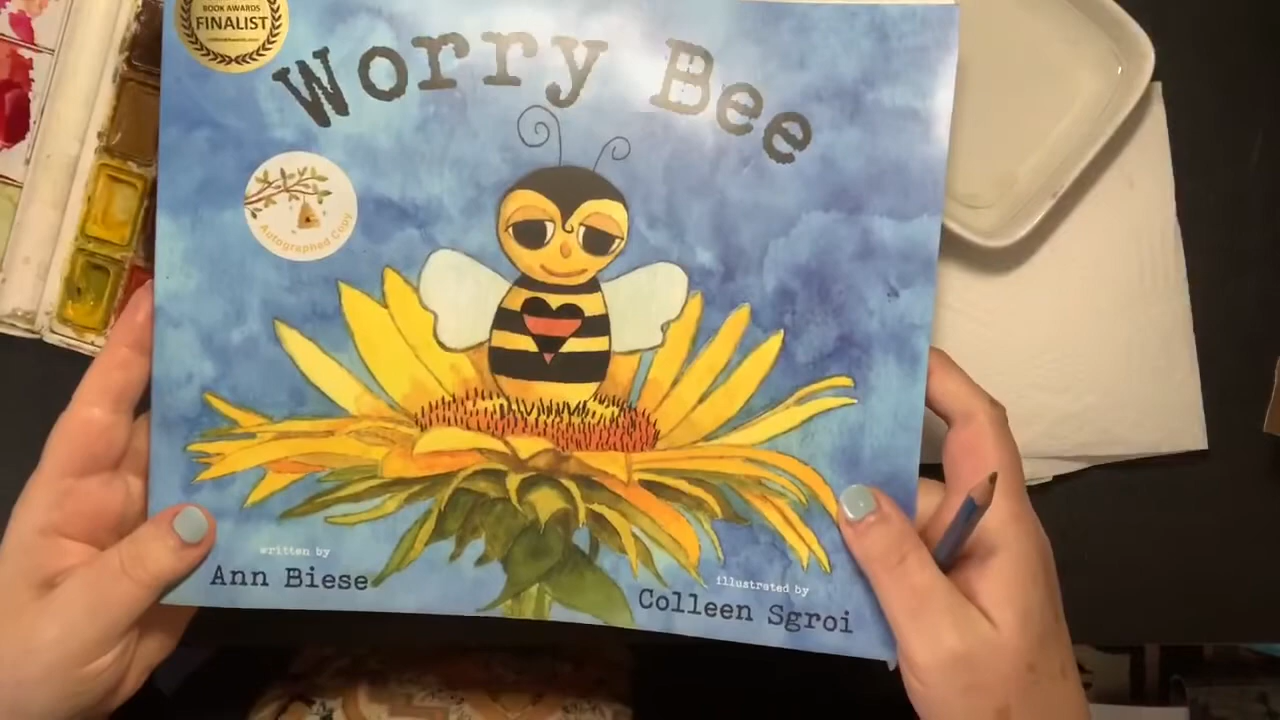 BOOK AWARDS
FINALIST
Worry Bee
Autographed Copy
written by
Ann Biese
illustrated by
Colleen Sgroi